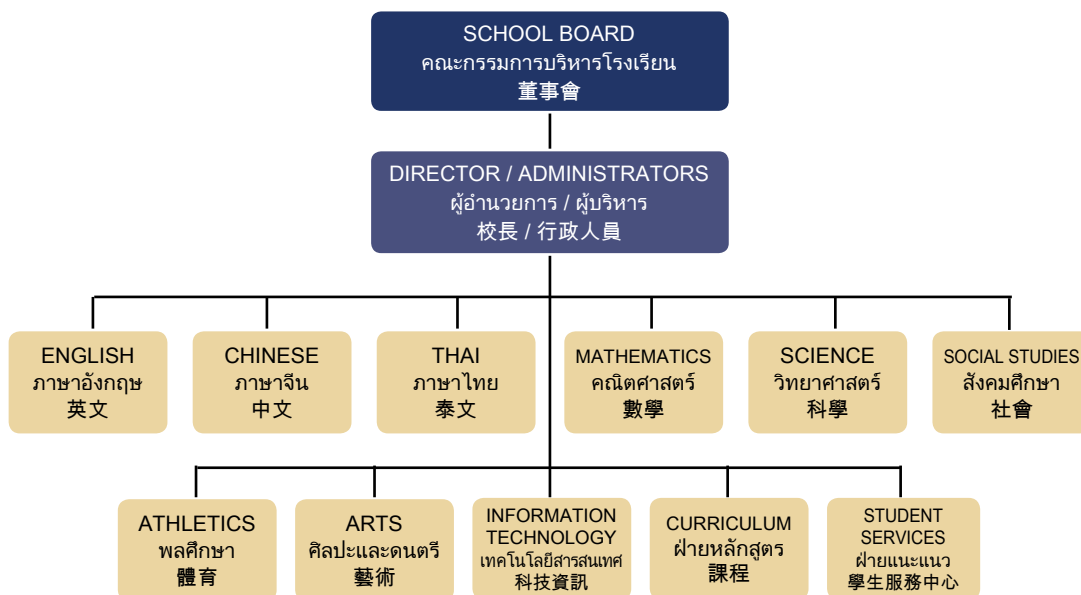 SCHOOL BOARD
คณะกรรมการบริหารโรงเรียน
董事會
DIRECTOR / ADMINISTRATORS
ผู้อำนวยการ / ผู้บริหาร
校長 / 行政人員
ENGLISH
ภาษาอังกฤษ
英文
CHINESE
ภาษาจีน
中文
THAI
ภาษาไทย
泰文
MATHEMATICS
คณิตศาสตร์
數學
SCIENCE
วิทยาศาสตร์
科學
SOCIAL STUDIES
สังคมศึกษา
社會
ATHLETICS
พลศึกษา
體育
ARTS
ศิลปะและดนตรี
藝術
INFORMATION
TECHNOLOGY
เทคโนโลยีสารสนเทศ
科技資訊
CURRICULUM
ฝ่ายหลักสูตร
課程
STUDENT
SERVICES
ฝ่ายแนะแนว
學生服務中心